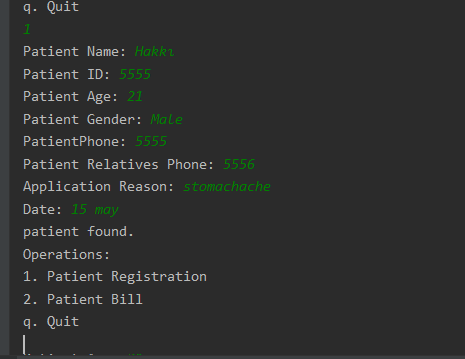 q. Quit
1
Patient Name: Hakkı
Patient ID: 5555
Patient Age: 21
Patient Gender: Male
PatientPhone: 5555
Patient Relatives Phone: 5556
Application Reason: stomachache
Date: 15 may
patient found.
Operations:
1. Patient Registration
2. Patient Bill
q. Quit